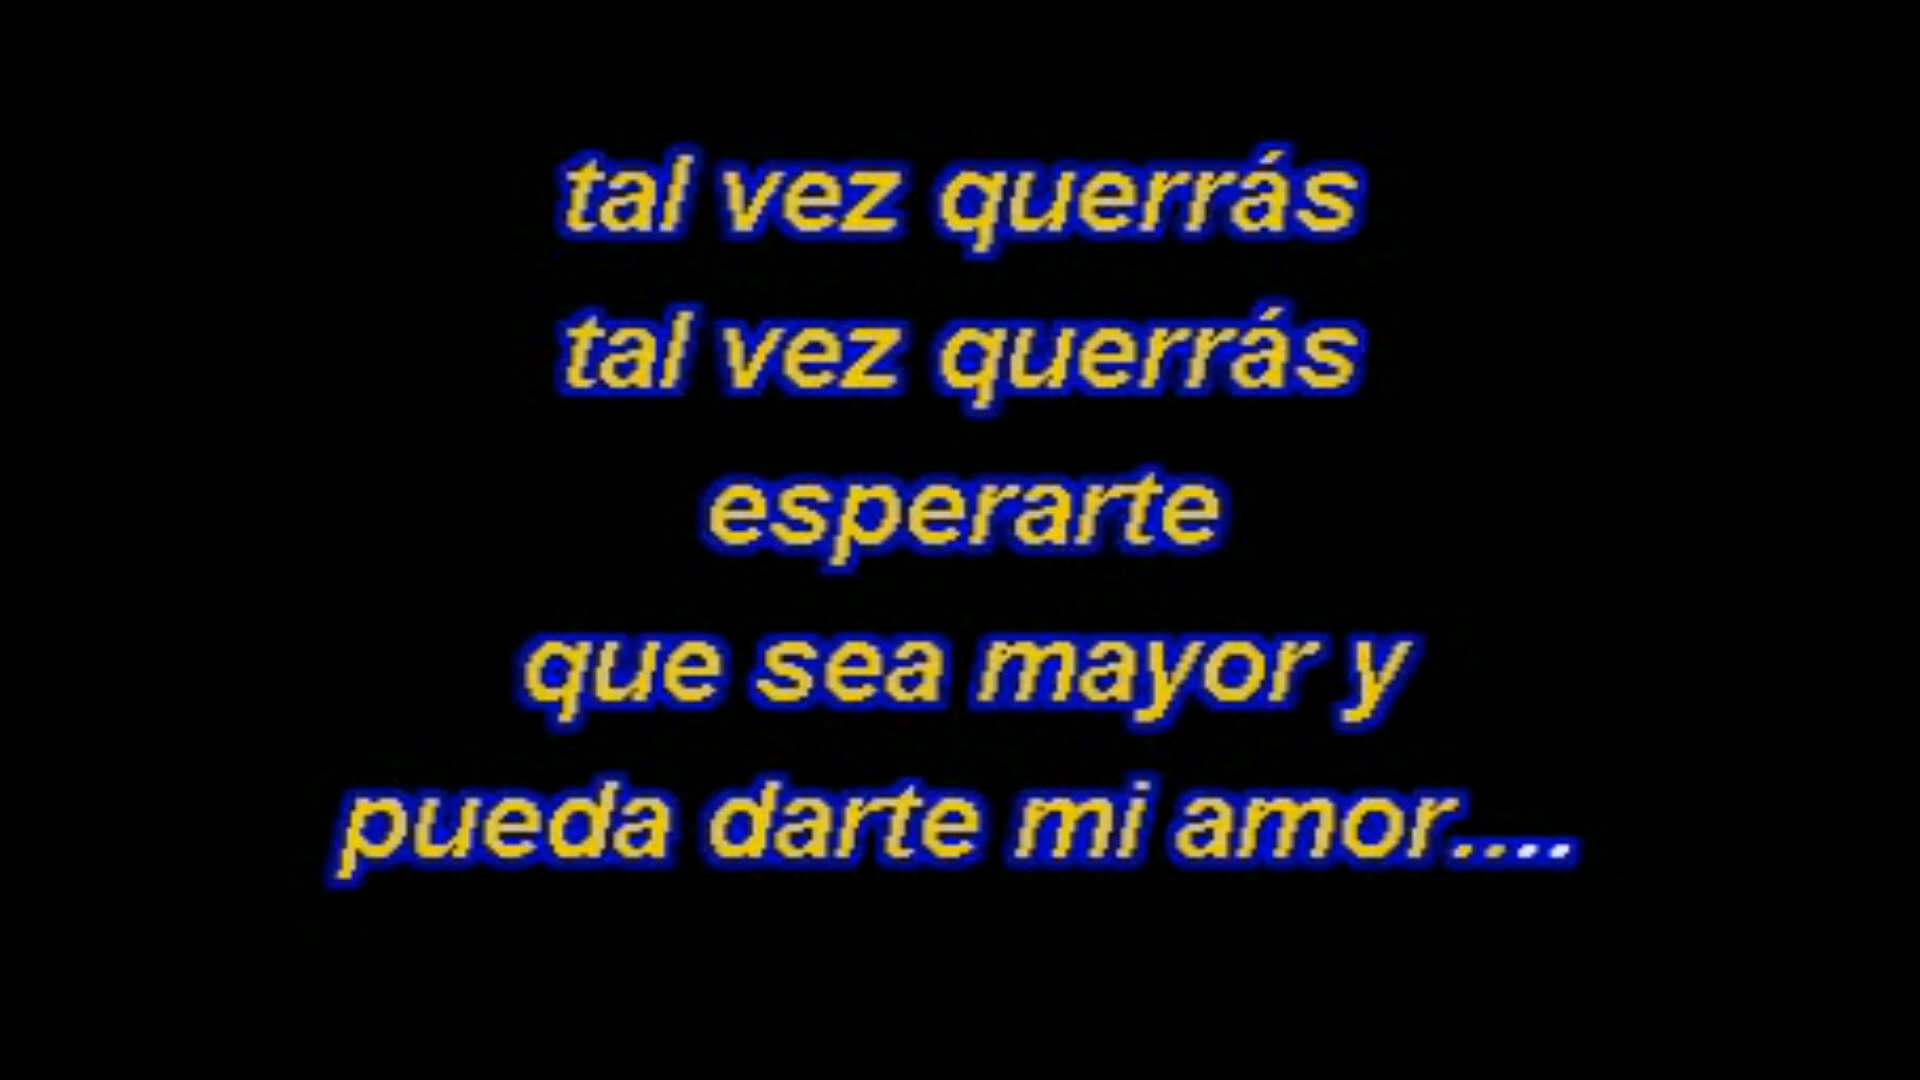 tal vez querrás
tal vez querrás
esperarte
que sea mayor y
pueda darte mi amor....